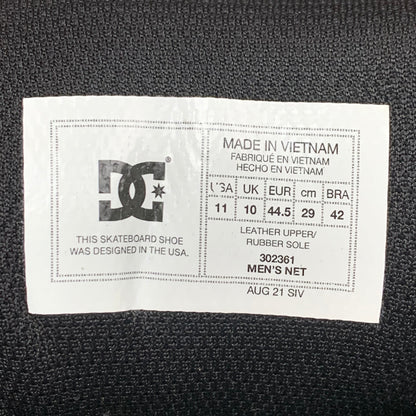 DC
®
THIS SKATEBOARD SHOE
WAS DESIGNED IN THE USA.
MADE IN VIETNAM
FABRIQUÉ EN VIETNAM
HECHO EN VIETNAM
USA UK EUR cm BRA
11 10 44.5 29 42
LEATHER UPPER/
RUBBER SOLE
302361
MEN'S NET
AUG 21 SIV